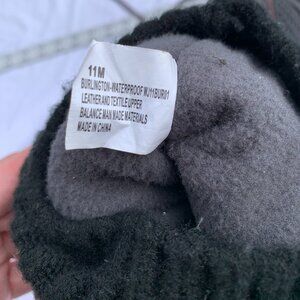 11M
BURLINGTON-WATERPROOF MJ11BUR01
LEATHER AND TEXTILE UPPER
BALANCE MAN MADE MATERIALS
MADE IN CHINA